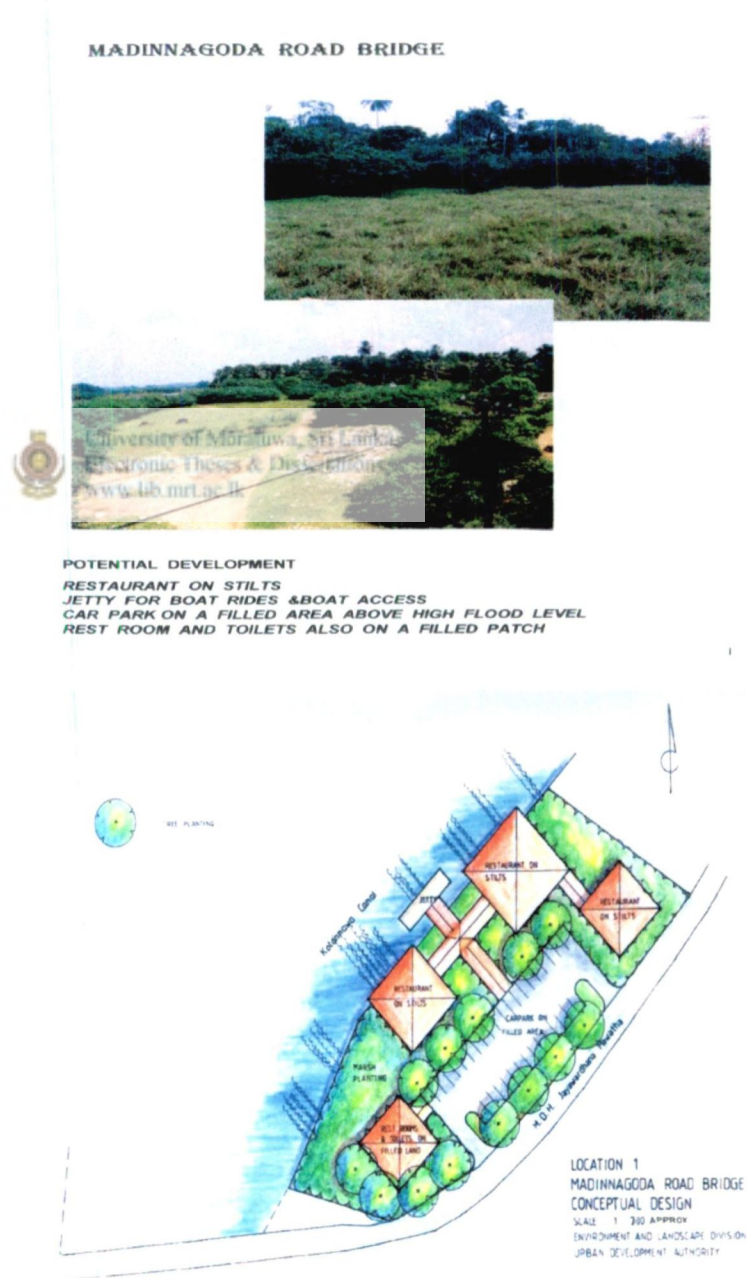 MADINNAGODA ROAD BRIDGE
University of Moratuwa, Sri Lanka.
Electronic Theses & Dissertations
www.lib.mrt.ac.lk
POTENTIAL DEVELOPMENT
RESTAURANT ON STILTS
JETTY FOR BOAT RIDES &BOAT ACCESS
CAR PARK ON A FILLED AREA ABOVE HIGH FLOOD LEVEL
REST ROOM AND TOILETS ALSO ON A FILLED PATCH
TREE PLANTING
RESTAURANT ON
STILTS
JETTY
RESTAURANT
ON STILTS
Kolonnawa Canal
RESTAURANT
ON STILTS
CARPARK ON
FILLED AREA
MARSH
PLANTING
M.D.H. Jayawardhana Mawatha
REST ROOMS
& TOILETS ON
FILLED LAND
LOCATION 1
MADINNAGODA ROAD BRIDGE
CONCEPTUAL DESIGN
SCALE 1 300 APPROX
ENVIRONMENT AND LANDSCAPE DIVISION
URBAN DEVELOPMENT AUTHORITY